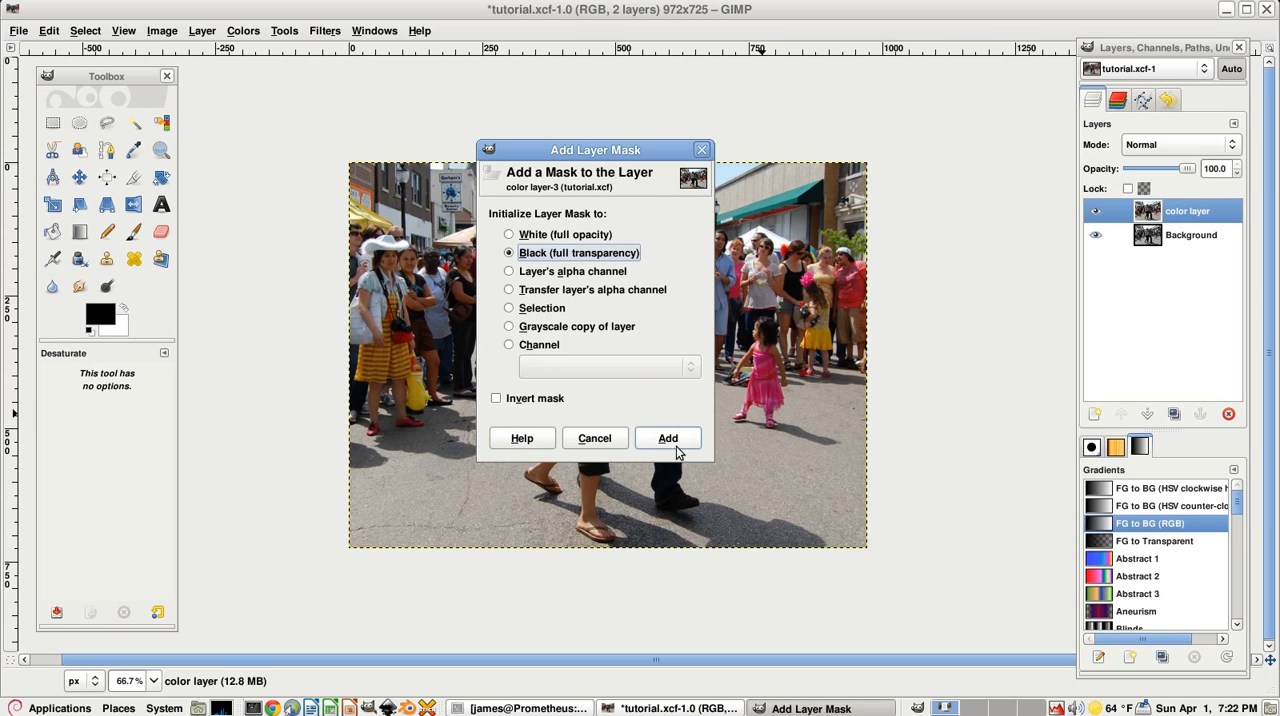 *tutorial.xcf-1.0 (RGB, 2 layers) 972x725 – GIMP
File Edit Select View Image Layer Colors Tools Filters Windows Help
-500 -250 0 250 500 750 1000 1250
0
250
500
750
Toolbox
Desaturate
This tool has
no options.
Add Layer Mask
Add a Mask to the Layer
color layer-3 (tutorial.xcf)
Initialize Layer Mask to:
White (full opacity)
Black (full transparency)
Layer's alpha channel
Transfer layer's alpha channel
Selection
Grayscale copy of layer
Channel
Invert mask
Help Cancel Add
Layers, Channels, Paths, Un
tutorial.xcf-1 Auto
Layers
Mode: Normal
Opacity: 100.0
Lock:
color layer
Background
Gradients
FG to BG (HSV clockwise h
FG to BG (HSV counter-clo
FG to BG (RGB)
FG to Transparent
Abstract 1
Abstract 2
Abstract 3
Aneurism
Blinds
px 66.7% color layer (12.8 MB)
Applications Places System [james@Prometheus:... *tutorial.xcf-1.0 (RGB,... Add Layer Mask 64 °F Sun Apr 1, 7:22 PM